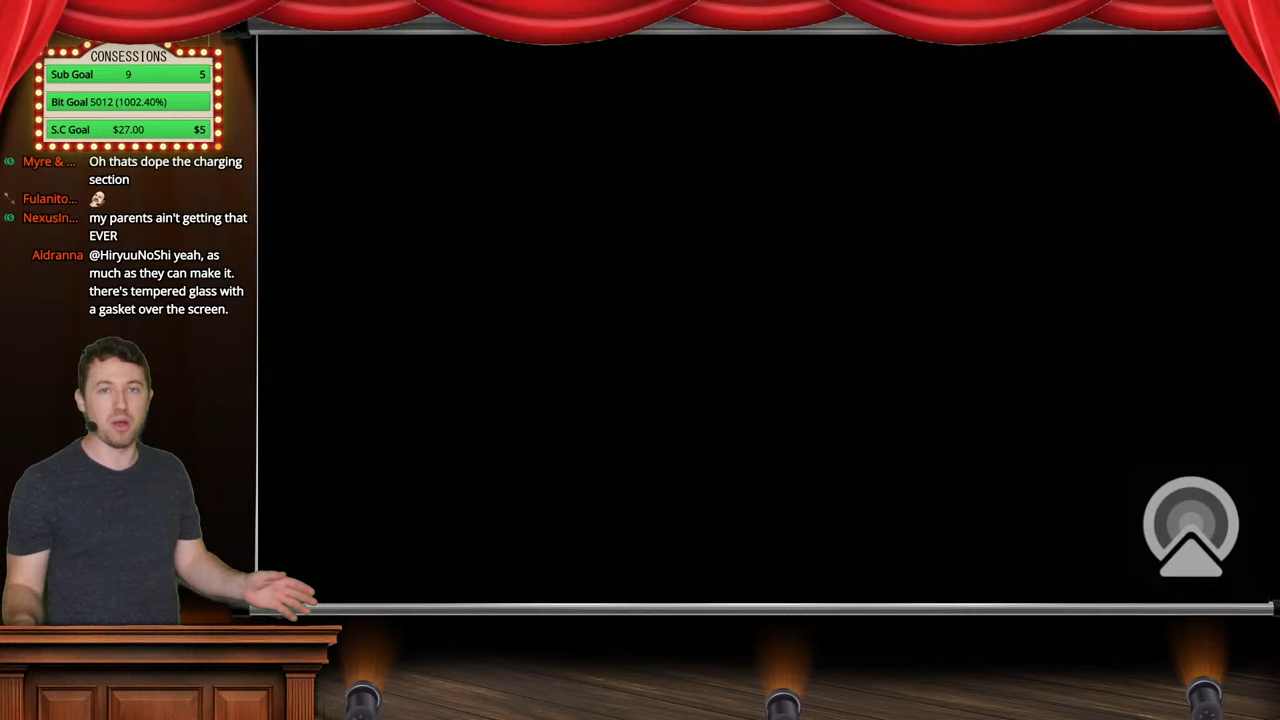 CONSESSIONS
Sub Goal 9 5
Bit Goal 5012 (1002.40%)
S.C Goal $27.00 $5
Myre & ... Oh thats dope the charging
section
Fulanito...
NexusIn... my parents ain't getting that
EVER
Aldranna @HiryuuNoShi yeah, as
much as they can make it.
there's tempered glass with
a gasket over the screen.